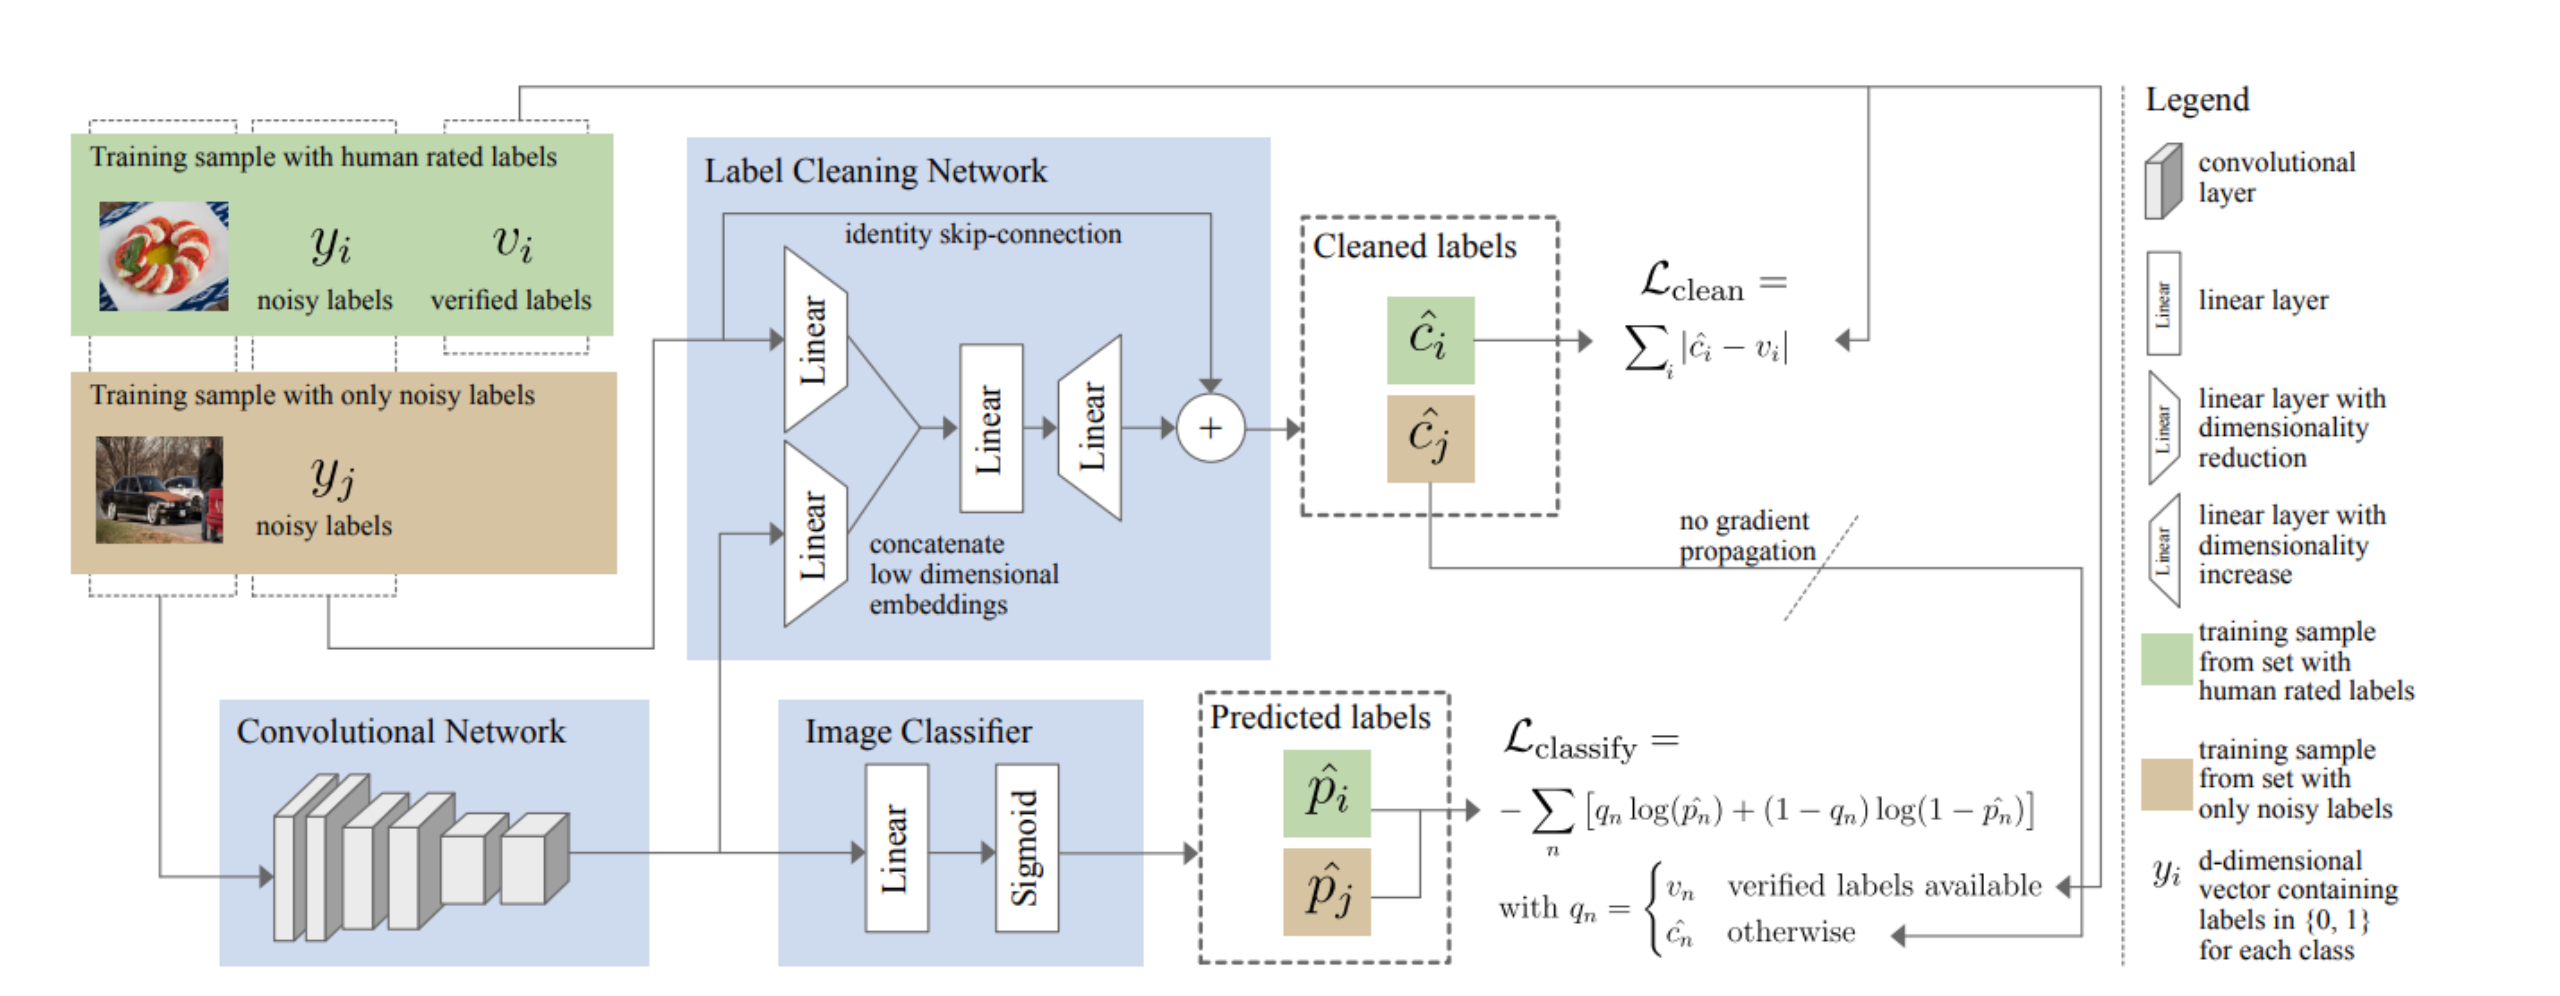 Training sample with human rated labels
y_i
noisy labels
v_i
verified labels
Training sample with only noisy labels
y_j
noisy labels
Label Cleaning Network
identity skip-connection
Linear
Linear
Linear
Linear
+
concatenate
low dimensional
embeddings
Cleaned labels
ĉ_i
ĉ_j
ℒ_clean =
∑_i |ĉ_i − v_i|
no gradient
propagation
Convolutional Network
Image Classifier
Linear
Sigmoid
Predicted labels
p̂_i
p̂_j
ℒ_classify =
− ∑_n [q_n log(p̂_n) + (1 − q_n) log(1 − p̂_n)]
with q_n = { v_n verified labels available
ĉ_n otherwise
Legend
convolutional
layer
Linear
linear layer
Linear
linear layer with
dimensionality
reduction
Linear
linear layer with
dimensionality
increase
training sample
from set with
human rated labels
training sample
from set with
only noisy labels
y_i
d-dimensional
vector containing
labels in {0, 1}
for each class